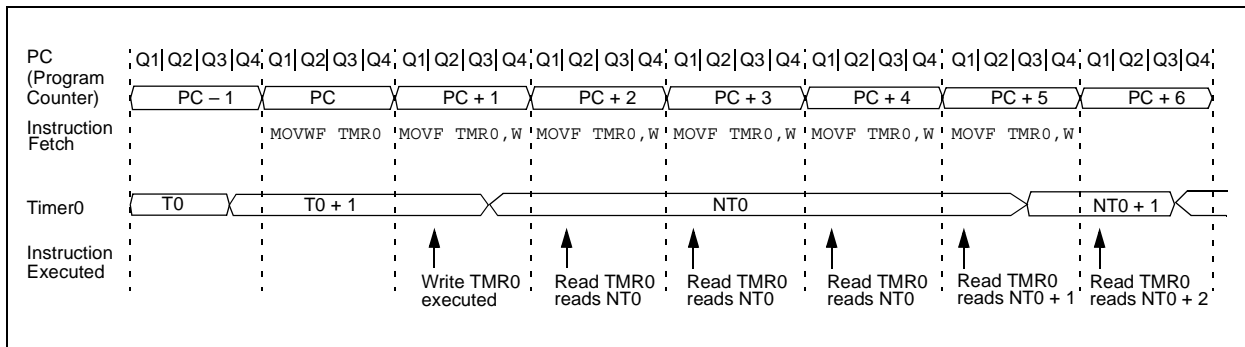 PC (Program Counter)
Q1 Q2 Q3 Q4 Q1 Q2 Q3 Q4 Q1 Q2 Q3 Q4 Q1 Q2 Q3 Q4 Q1 Q2 Q3 Q4 Q1 Q2 Q3 Q4 Q1 Q2 Q3 Q4 Q1 Q2 Q3 Q4
PC – 1 PC PC + 1 PC + 2 PC + 3 PC + 4 PC + 5 PC + 6
Instruction Fetch
MOVWF TMR0 MOVF TMR0,W MOVF TMR0,W MOVF TMR0,W MOVF TMR0,W MOVF TMR0,W
Timer0
T0 T0 + 1 NT0 NT0 + 1
Instruction Executed
Write TMR0
executed
Read TMR0
reads NT0
Read TMR0
reads NT0
Read TMR0
reads NT0
Read TMR0
reads NT0 + 1
Read TMR0
reads NT0 + 2